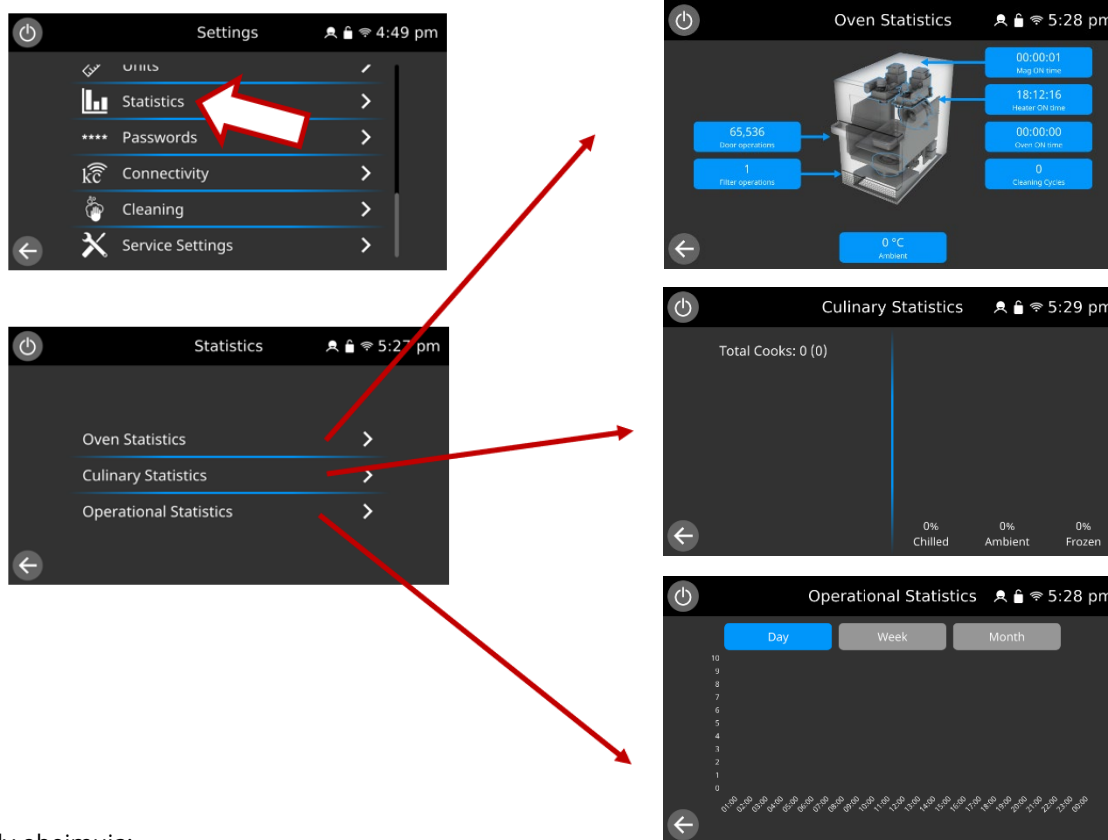 Settings
4:49 pm
Units
Statistics
**** Passwords
kc Connectivity
Cleaning
Service Settings
Statistics
5:27 pm
Oven Statistics
Culinary Statistics
Operational Statistics
Oven Statistics
5:28 pm
00:00:01
Mag ON time
18:12:16
Heater ON time
65,536
Door operations
00:00:00
Oven ON time
1
Filter operations
0
Cleaning Cycles
0 °C
Ambient
Culinary Statistics
5:29 pm
Total Cooks: 0 (0)
0% 0% 0%
Chilled Ambient Frozen
Operational Statistics
5:28 pm
Day Week Month
10
9
8
7
6
5
4
3
2
1
0
01:00 02:00 03:00 04:00 05:00 06:00 07:00 08:00 09:00 10:00 11:00 12:00 13:00 14:00 15:00 16:00 17:00 18:00 19:00 20:00 21:00 22:00 23:00 00:00